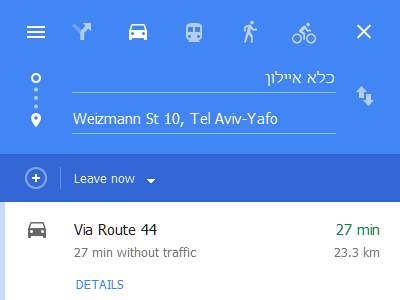 כלא איילון
Weizmann St 10, Tel Aviv-Yafo
Leave now
Via Route 44 27 min
27 min without traffic 23.3 km
DETAILS